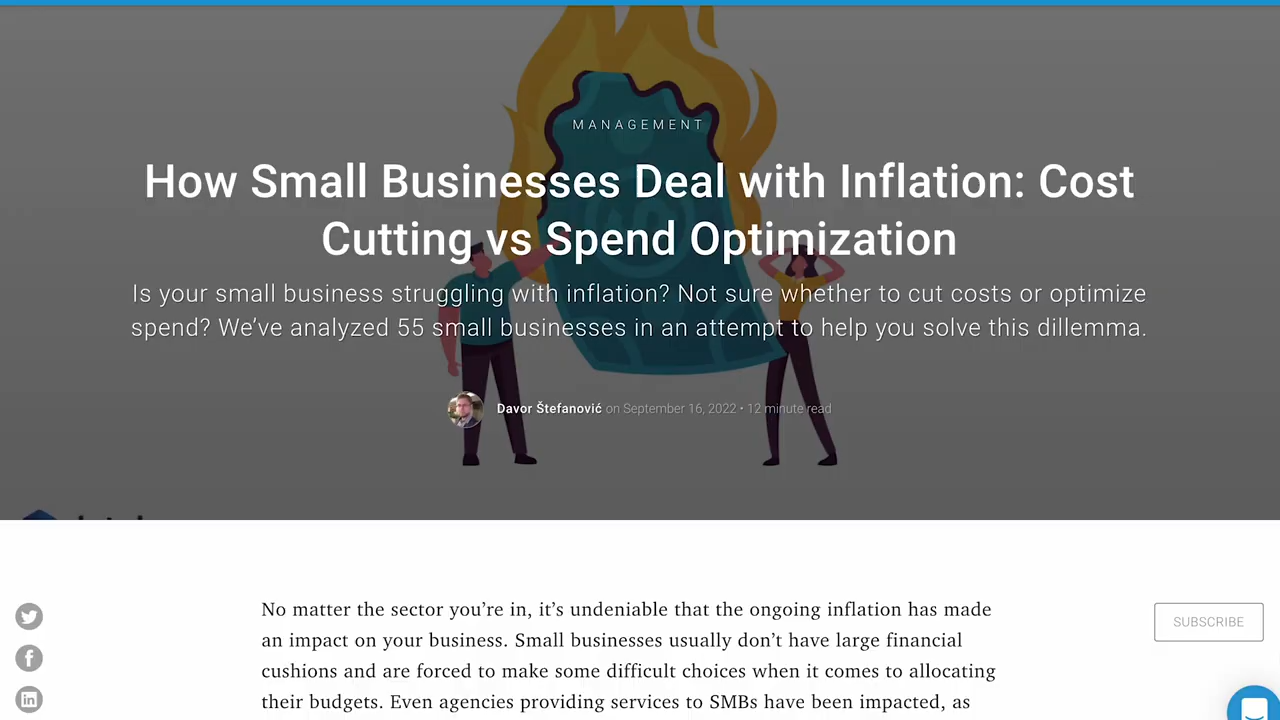 MANAGEMENT
How Small Businesses Deal with Inflation: Cost
Cutting vs Spend Optimization
Is your small business struggling with inflation? Not sure whether to cut costs or optimize
spend? We’ve analyzed 55 small businesses in an attempt to help you solve this dillemma.
Davor Štefanović on September 16, 2022 • 12 minute read
No matter the sector you’re in, it’s undeniable that the ongoing inflation has made
an impact on your business. Small businesses usually don’t have large financial
cushions and are forced to make some difficult choices when it comes to allocating
their budgets. Even agencies providing services to SMBs have been impacted, as
SUBSCRIBE